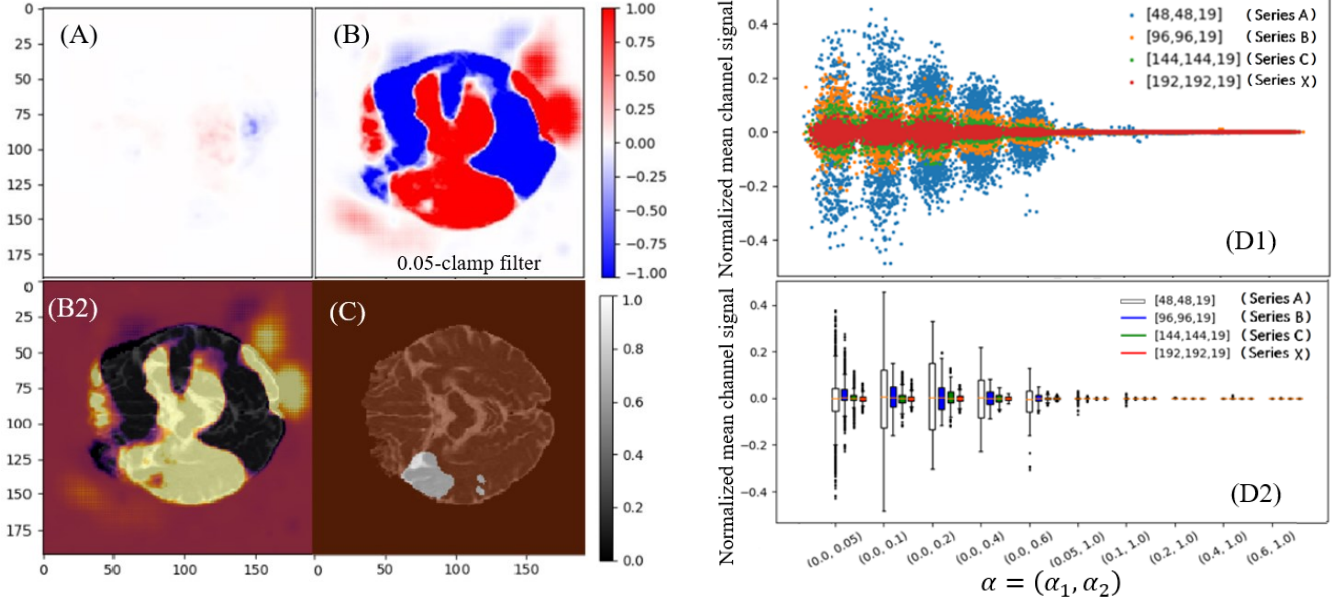 (A)
(B)
0.05-clamp filter
0
25
50
75
100
125
150
175
1.00
0.75
0.50
0.25
0.00
−0.25
−0.50
−0.75
−1.00
(B2)
(C)
0
25
50
75
100
125
150
175
0 50 100 150
0 50 100 150
1.0
0.8
0.6
0.4
0.2
0.0
Normalized mean channel signal
0.4
0.2
0.0
−0.2
−0.4
[48,48,19] (Series A)
[96,96,19] (Series B)
[144,144,19] (Series C)
[192,192,19] (Series X)
(D1)
Normalized mean channel signal
0.4
0.2
0.0
−0.2
−0.4
[48,48,19] (Series A)
[96,96,19] (Series B)
[144,144,19] (Series C)
[192,192,19] (Series X)
(D2)
(0.0, 0.05) (0.0, 0.1) (0.0, 0.2) (0.0, 0.4) (0.0, 0.6) (0.05, 1.0) (0.1, 1.0) (0.2, 1.0) (0.4, 1.0) (0.6, 1.0)
α = (α₁, α₂)